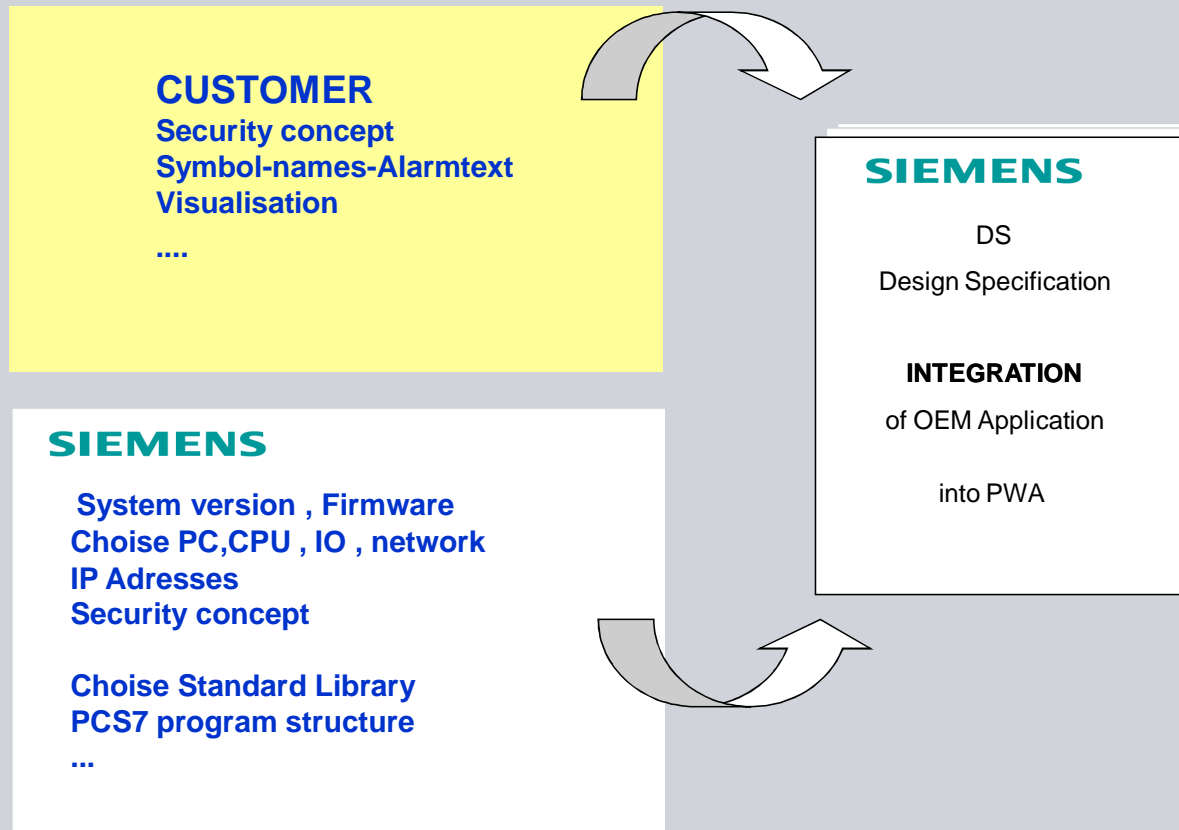 CUSTOMER
Security concept
Symbol-names-Alarmtext
Visualisation
....
SIEMENS
System version , Firmware
Choise PC,CPU , IO , network
IP Adresses
Security concept
Choise Standard Library
PCS7 program structure
...
SIEMENS
DS
Design Specification
INTEGRATION
of OEM Application
into PWA